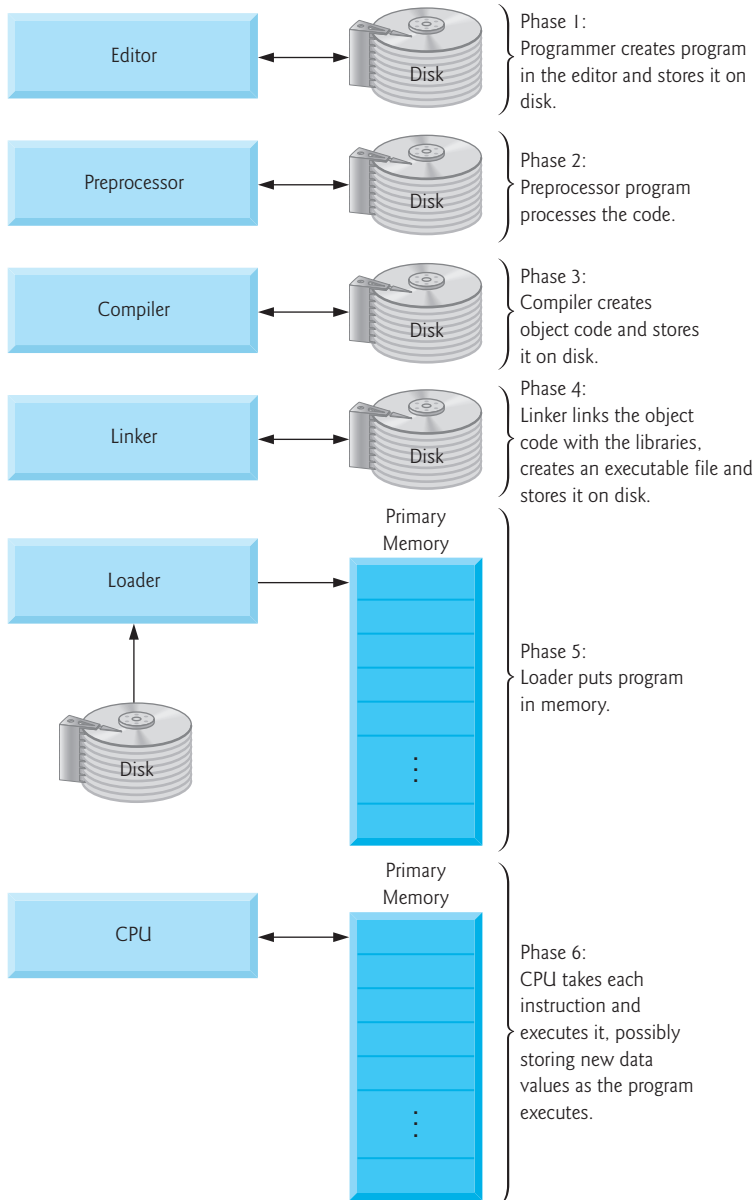 Editor
Disk
Phase 1:
Programmer creates program
in the editor and stores it on
disk.
Preprocessor
Disk
Phase 2:
Preprocessor program
processes the code.
Compiler
Disk
Phase 3:
Compiler creates
object code and stores
it on disk.
Linker
Disk
Phase 4:
Linker links the object
code with the libraries,
creates an executable file and
stores it on disk.
Primary
Memory
Loader
Disk
⋮
Phase 5:
Loader puts program
in memory.
Primary
Memory
CPU
⋮
Phase 6:
CPU takes each
instruction and
executes it, possibly
storing new data
values as the program
executes.